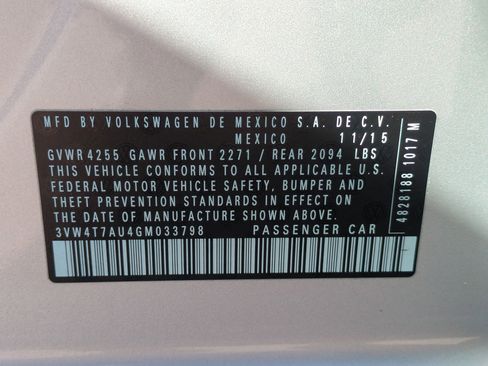 MFD BY VOLKSWAGEN DE MEXICO S.A. DE C.V.
MEXICO 11/15
GVWR 4255 GAWR FRONT 2271 / REAR 2094 LBS
THIS VEHICLE CONFORMS TO ALL APPLICABLE U.S.
FEDERAL MOTOR VEHICLE SAFETY, BUMPER AND
THEFT PREVENTION STANDARDS IN EFFECT ON
THE DATE OF MANUFACTURE SHOWN ABOVE.
3VW4T7AU4GM033798 PASSENGER CAR
4828188 1017 M